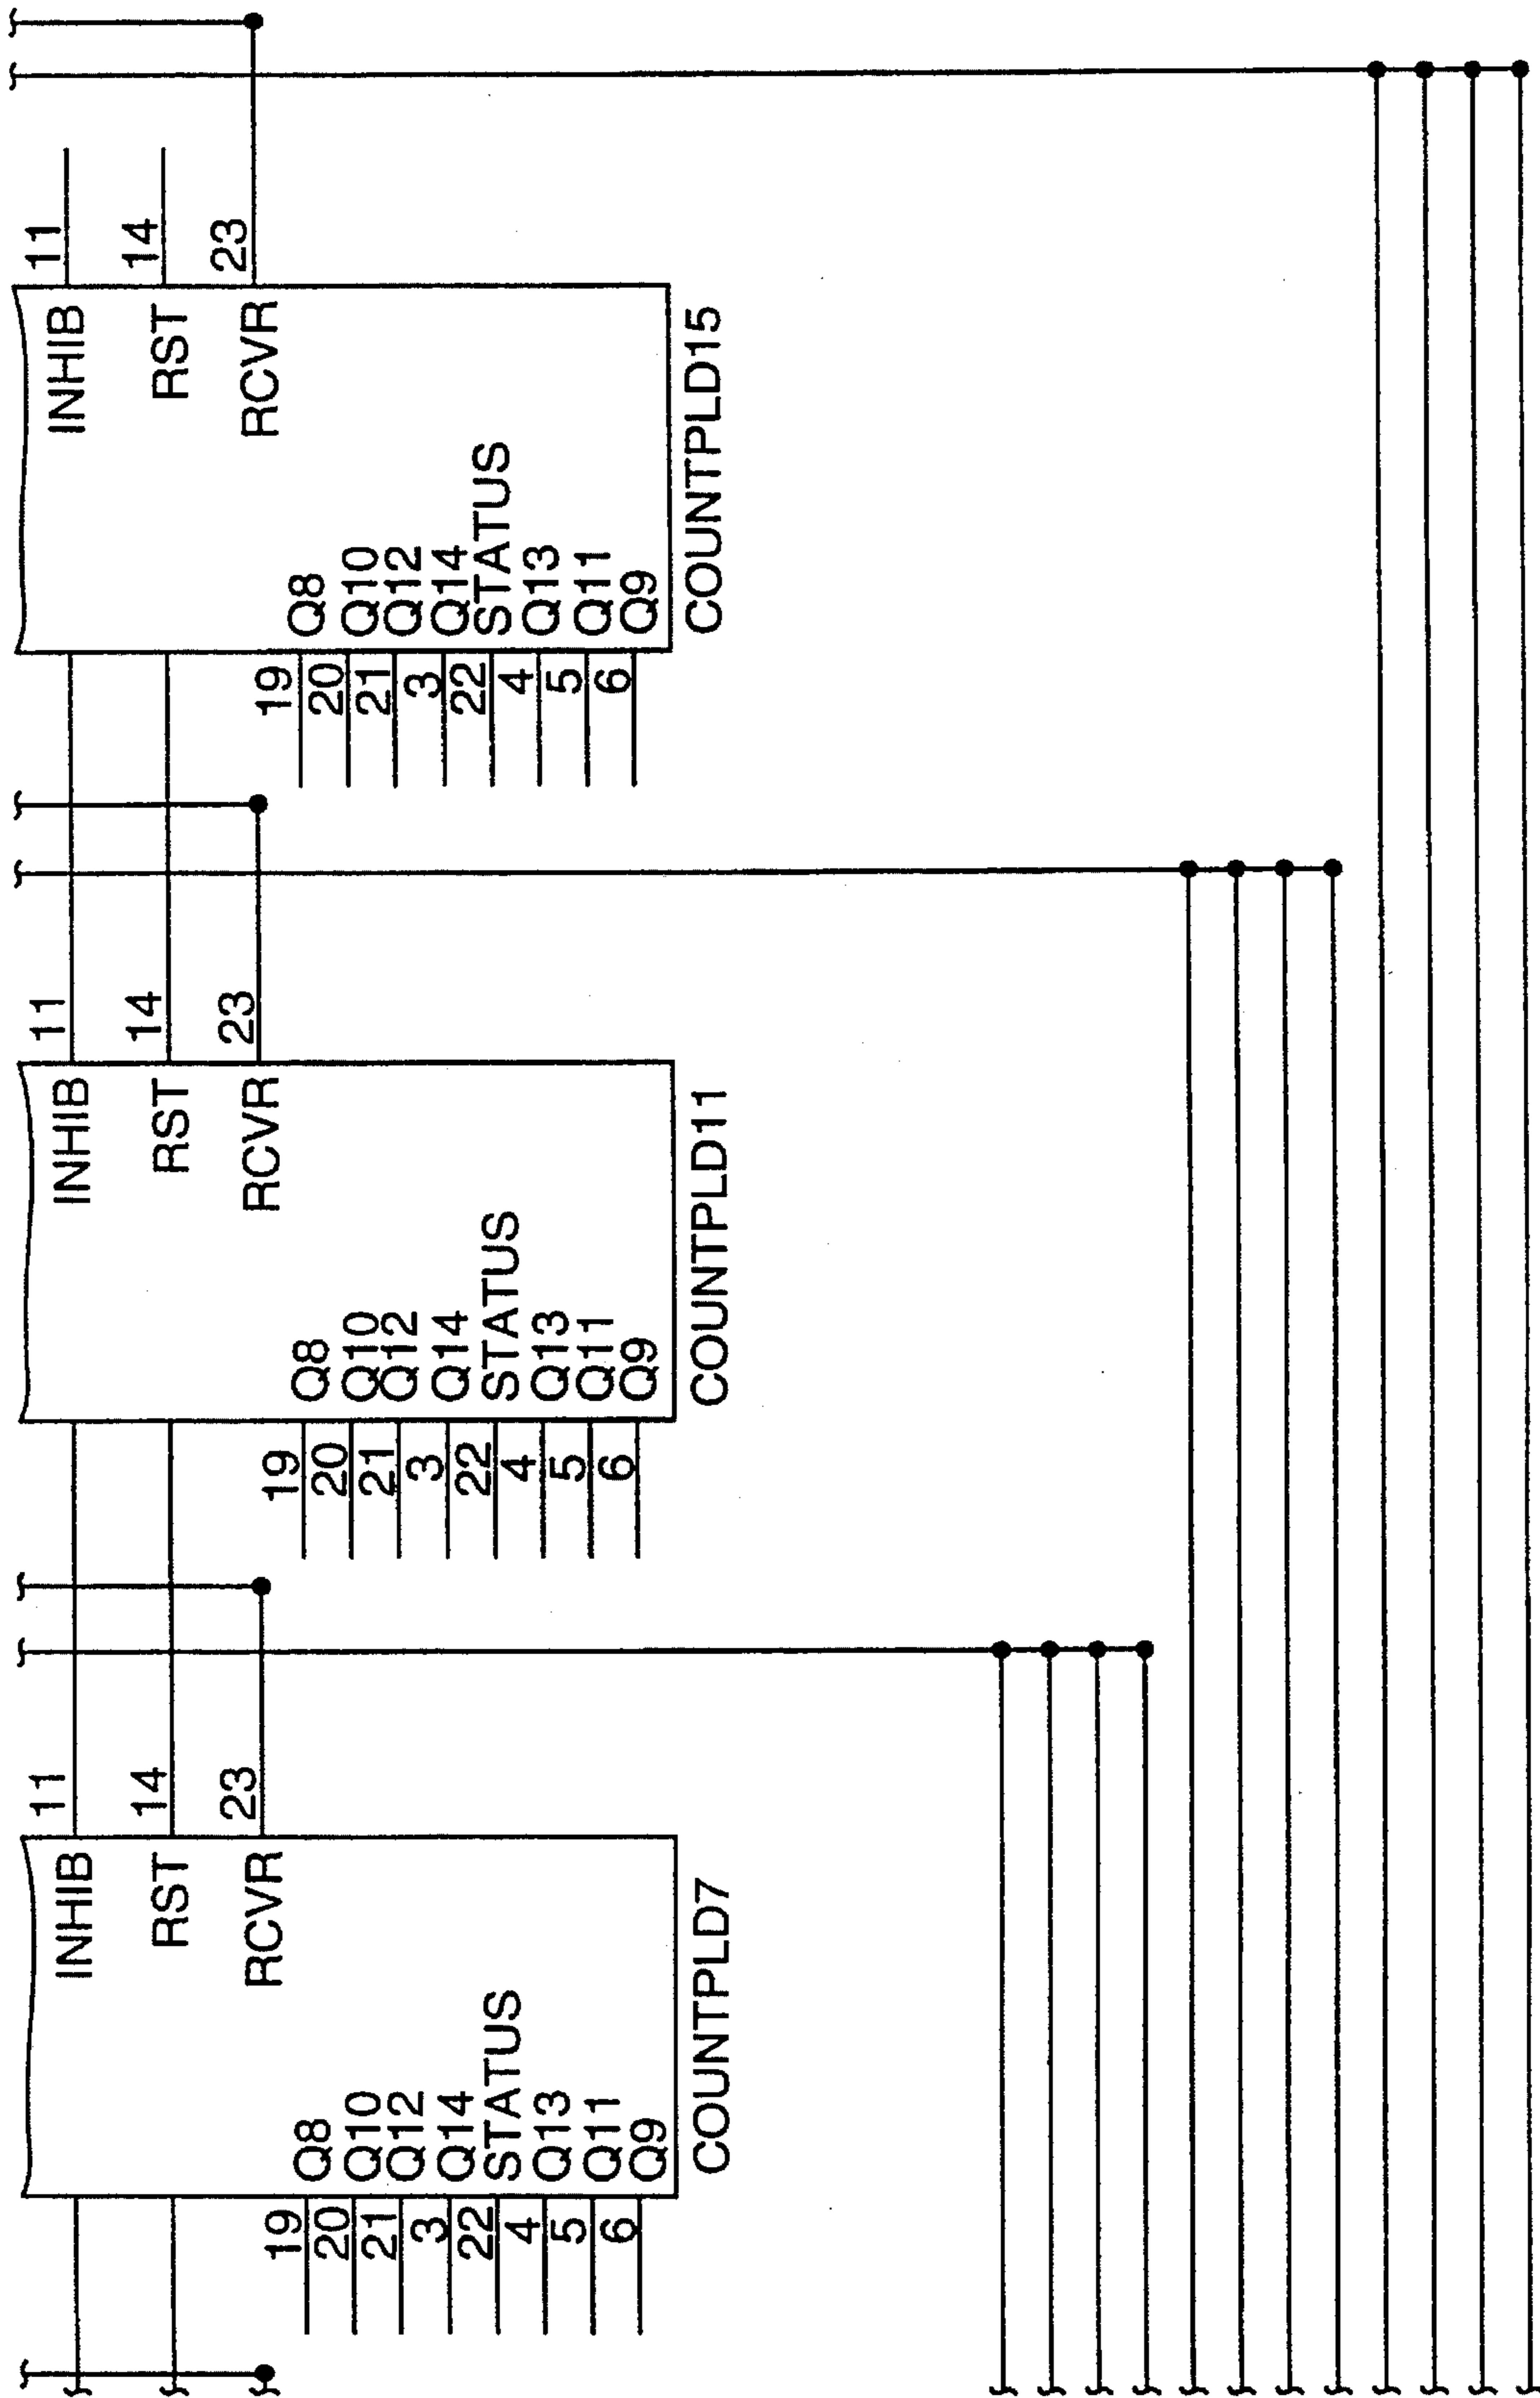 INHIB 11
RST 14
RCVR 23
19 Q8
20 Q10
21 Q12
3 Q14
22 STATUS
4 Q13
5 Q11
6 Q9
COUNTPLD7
INHIB 11
RST 14
RCVR 23
19 Q8
20 Q10
21 Q12
3 Q14
22 STATUS
4 Q13
5 Q11
6 Q9
COUNTPLD11
INHIB 11
RST 14
RCVR 23
19 Q8
20 Q10
21 Q12
3 Q14
22 STATUS
4 Q13
5 Q11
6 Q9
COUNTPLD15